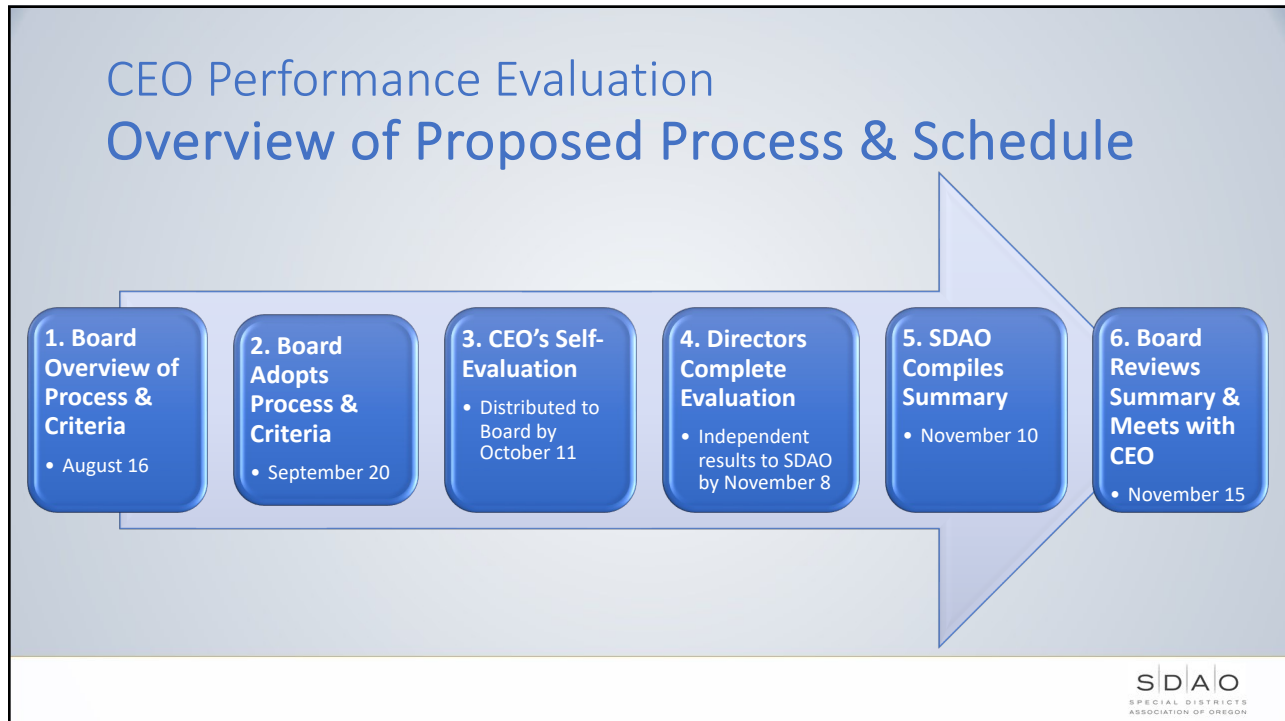 CEO Performance Evaluation
Overview of Proposed Process & Schedule
1. Board
Overview of
Process &
Criteria
• August 16
2. Board
Adopts
Process &
Criteria
• September 20
3. CEO's Self-
Evaluation
• Distributed to
Board by
October 11
4. Directors
Complete
Evaluation
• Independent
results to SDAO
by November 8
5. SDAO
Compiles
Summary
• November 10
6. Board
Reviews
Summary &
Meets with
CEO
• November 15
S|D|A|O
SPECIAL DISTRICTS
ASSOCIATION OF OREGON